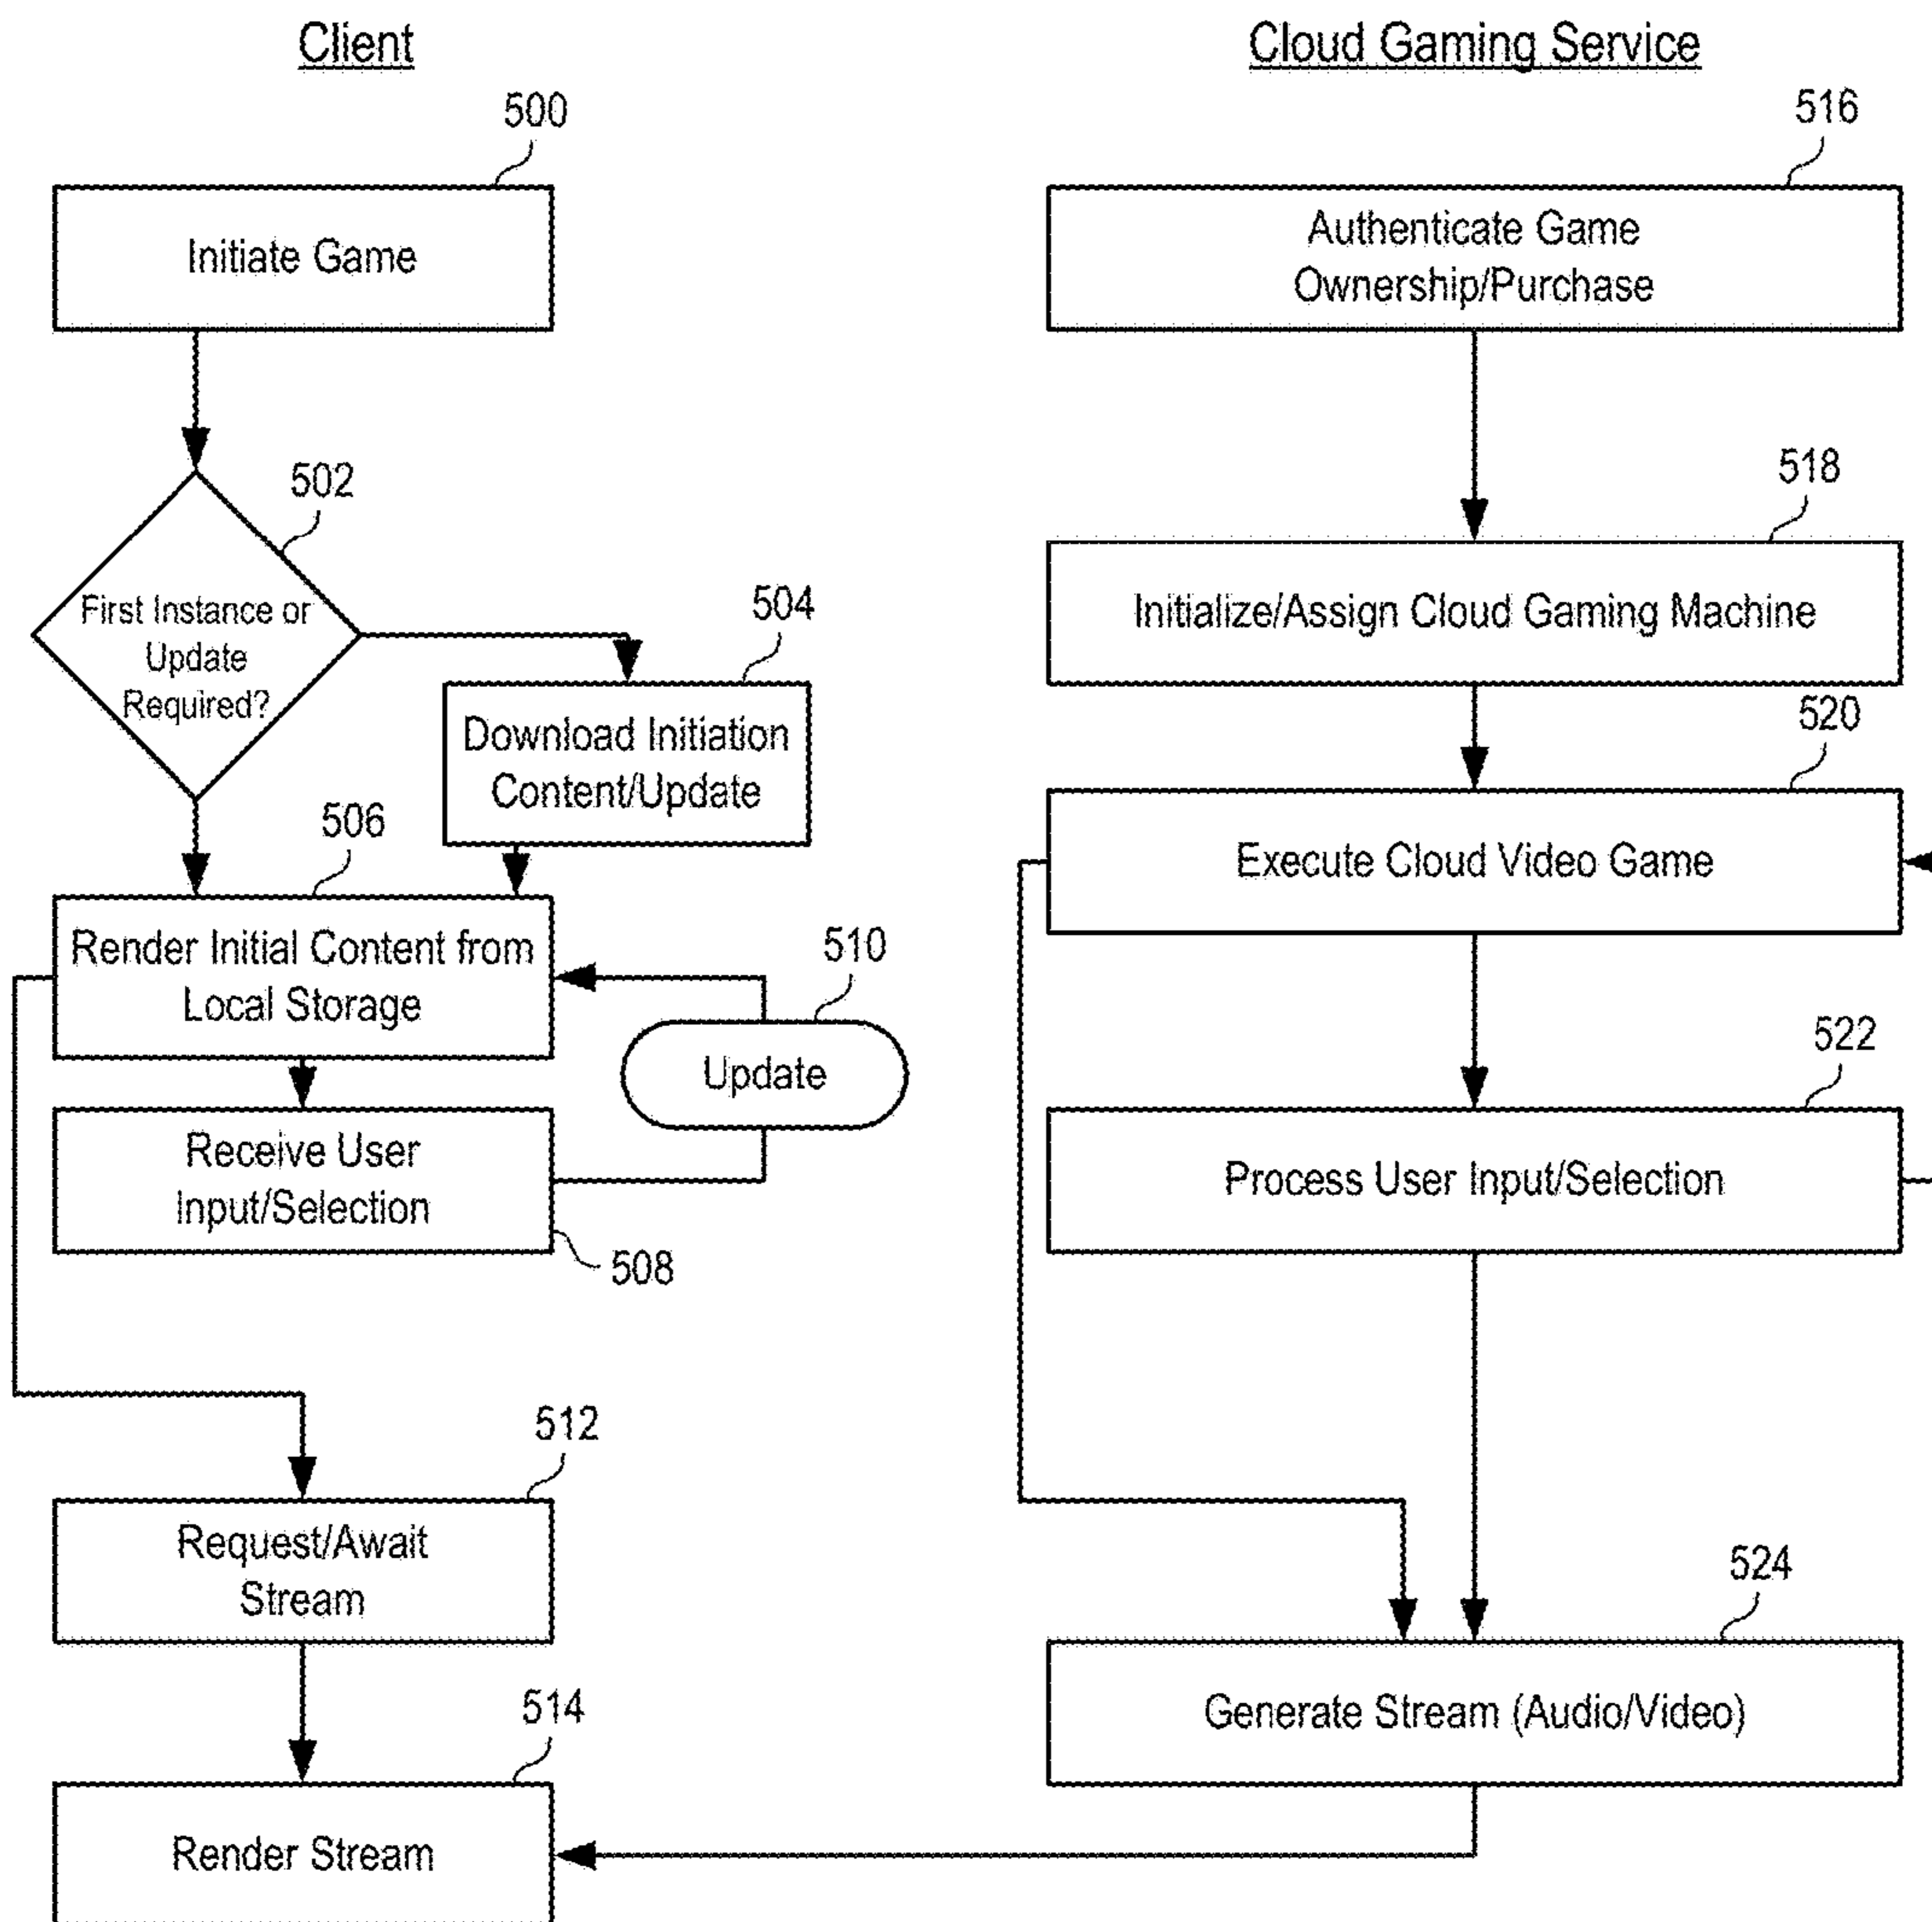 Client
500
Initiate Game
502
First Instance or
Update
Required?
504
Download Initiation
Content/Update
506
Render Initial Content from
Local Storage
510
Update
Receive User
Input/Selection
508
512
Request/Await
Stream
514
Render Stream
Cloud Gaming Service
516
Authenticate Game
Ownership/Purchase
518
Initialize/Assign Cloud Gaming Machine
520
Execute Cloud Video Game
522
Process User Input/Selection
524
Generate Stream (Audio/Video)